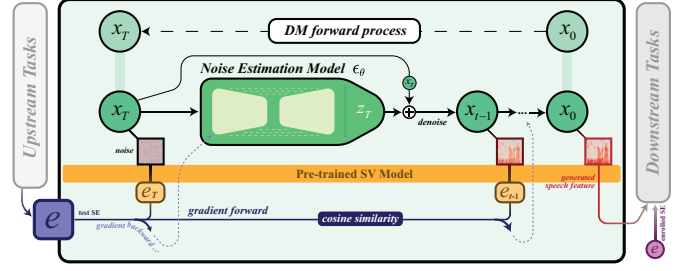 Upstream Tasks
x_T
DM forward process
x_0
Noise Estimation Model ϵ_θ
x_T
x_T
z_T
denoise
x_{t-1}
...
x_0
noise
Pre-trained SV Model
e_T
e_{t-1}
generated
speech feature
e
test SE
gradient forward
cosine similarity
gradient backward...
Downstream Tasks
enrolled SE
e